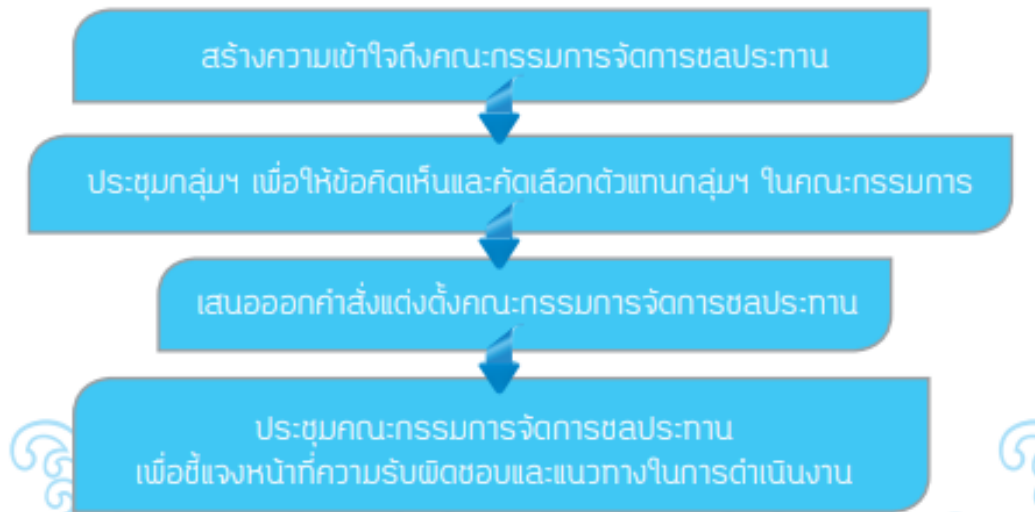 สร้างความเข้าใจถึงคณะกรรมการจัดการชลประทาน
ประชุมกลุ่มฯ เพื่อให้ข้อคิดเห็นและคัดเลือกตัวแทนกลุ่มฯ ในคณะกรรมการ
เสนอออกคำสั่งแต่งตั้งคณะกรรมการจัดการชลประทาน
ประชุมคณะกรรมการจัดการชลประทาน
เพื่อชี้แจงหน้าที่ความรับผิดชอบและแนวทางในการดำเนินงาน